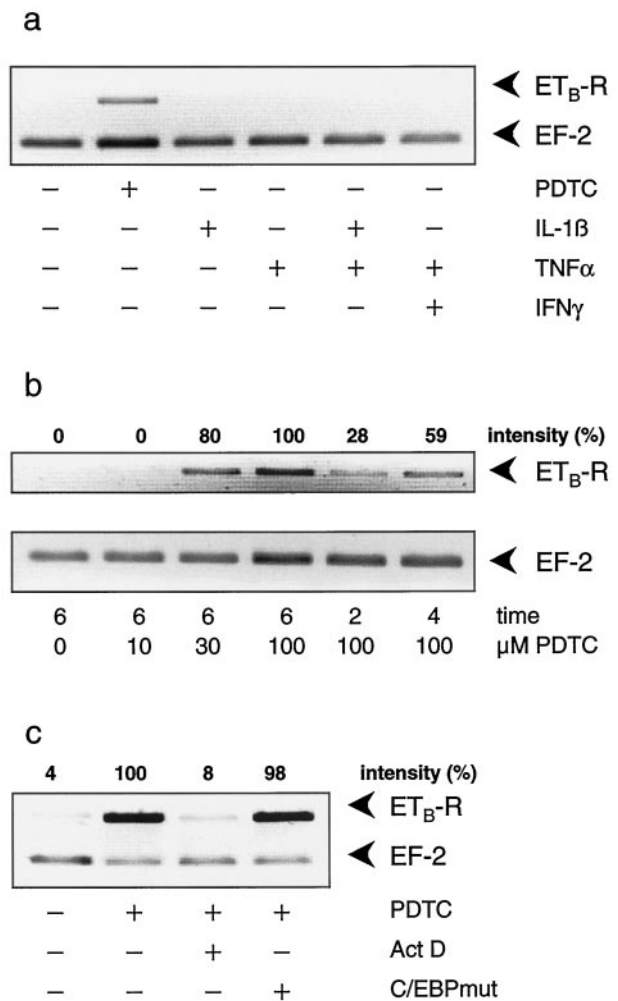 a
ET_B-R
EF-2
− + − − − − PDTC
− − + − + − IL-1ß
− − − + + + TNFα
− − − − − + IFNγ
b
0 0 80 100 28 59 intensity (%)
ET_B-R
EF-2
6 6 6 6 2 4 time
0 10 30 100 100 100 µM PDTC
c
4 100 8 98 intensity (%)
ET_B-R
EF-2
− + + + PDTC
− − + − Act D
− − − + C/EBPmut